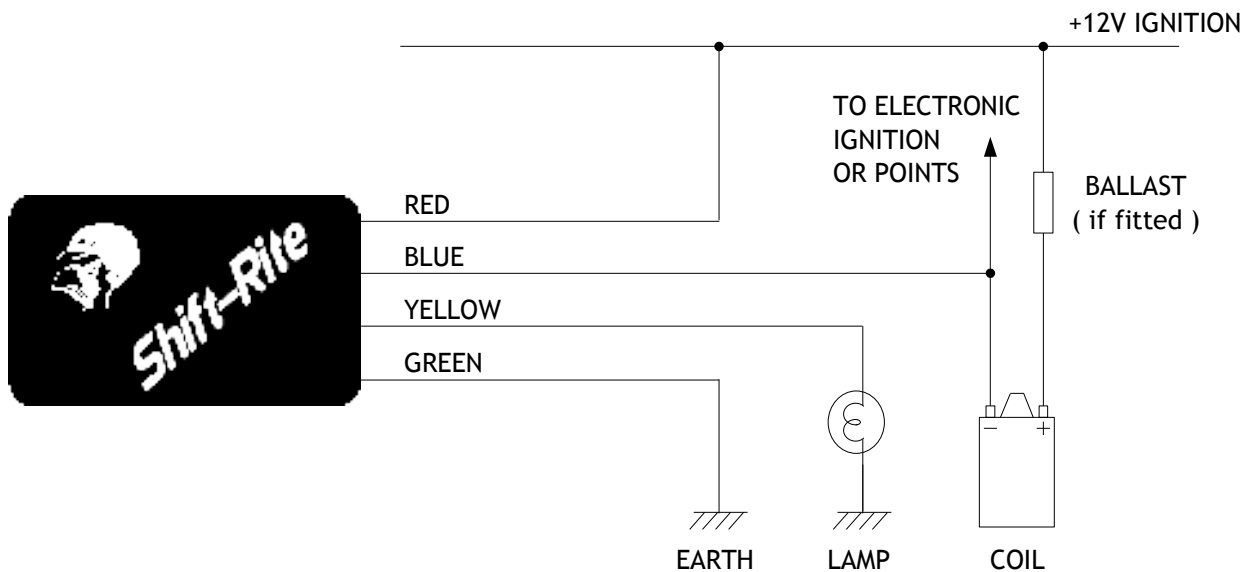 +12V IGNITION
TO ELECTRONIC
IGNITION
OR POINTS
BALLAST
( if fitted )
RED
BLUE
YELLOW
GREEN
Shift-Rite
− +
EARTH
LAMP
COIL